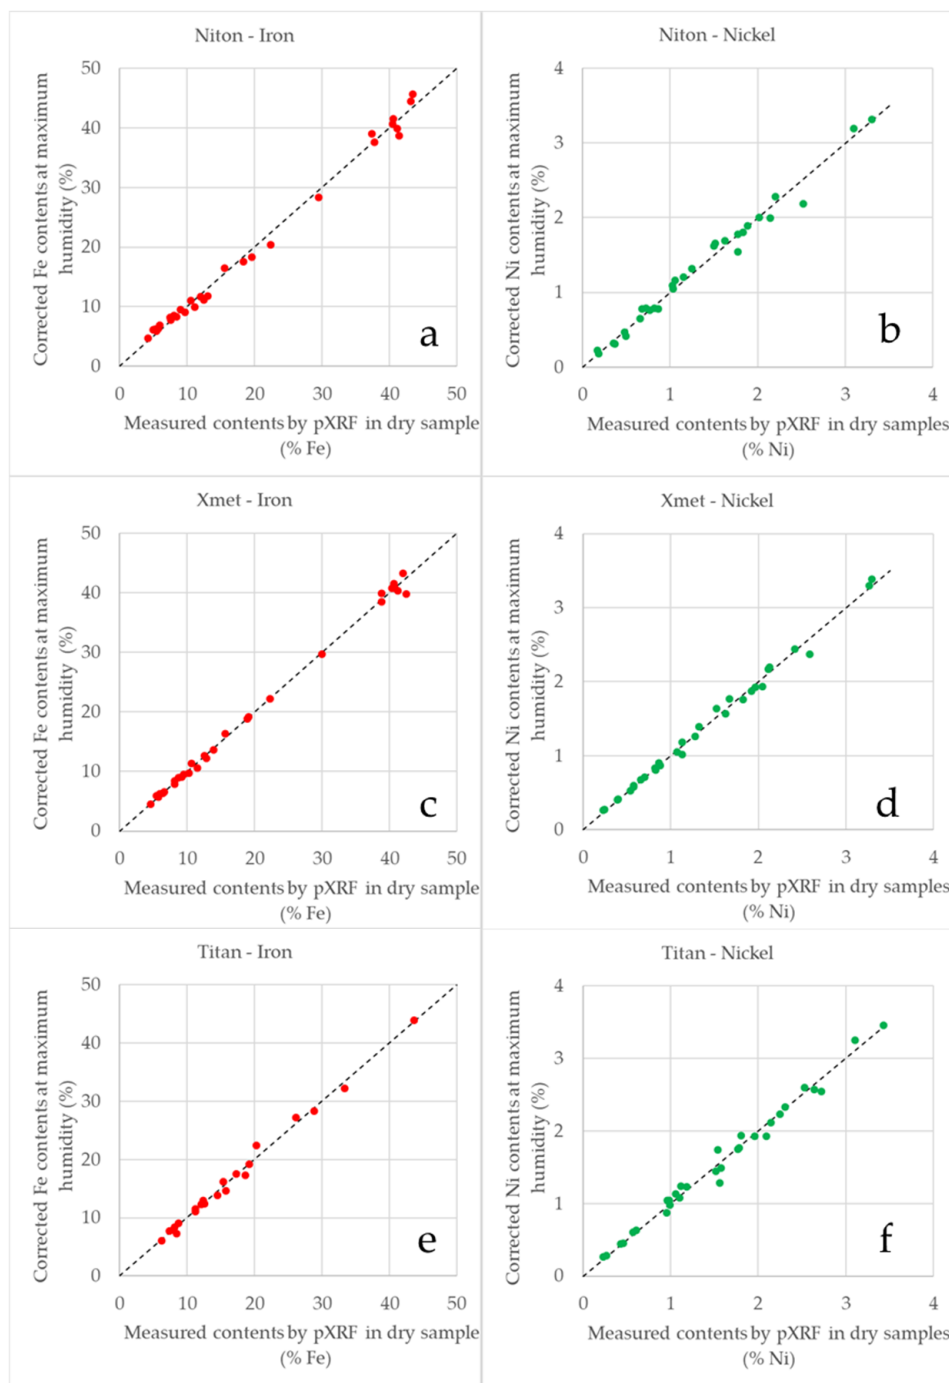 Niton - Iron
50
40
30
20
10
0
0 10 20 30 40 50
Corrected Fe contents at maximum
humidity (%)
Measured contents by pXRF in dry sample
(% Fe)
a
Niton - Nickel
4
3
2
1
0
0 1 2 3 4
Corrected Ni contents at maximum
humidity (%)
Measured contents by pXRF in dry samples
(% Ni)
b
Xmet - Iron
50
40
30
20
10
0
0 10 20 30 40 50
Corrected Fe contents at maximum
humidity (%)
Measured contents by pXRF in dry sample
(% Fe)
c
Xmet - Nickel
4
3
2
1
0
0 1 2 3 4
Corrected Ni contents at maximum
humidity (%)
Measured contents by pXRF in dry samples
(% Ni)
d
Titan - Iron
50
40
30
20
10
0
0 10 20 30 40 50
Corrected Fe contents at maximum
humidity (%)
Measured contents by pXRF in dry sample
(% Fe)
e
Titan - Nickel
4
3
2
1
0
0 1 2 3 4
Corrected Ni contents at maximum
humidity (%)
Measured contents by pXRF in dry samples
(% Ni)
f